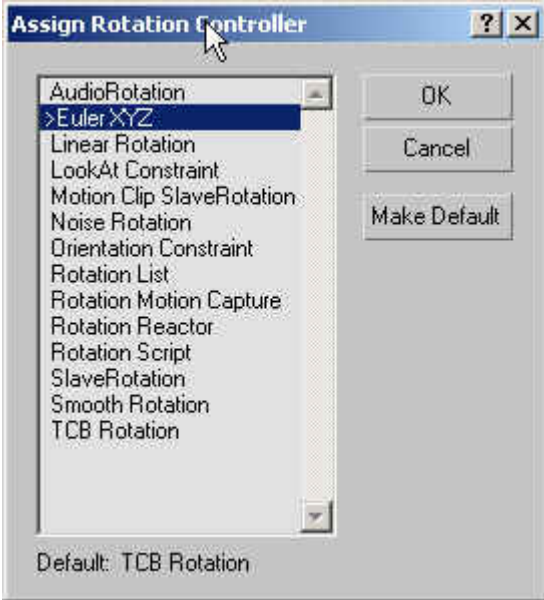 Assign Rotation Controller
AudioRotation
>Euler XYZ
Linear Rotation
LookAt Constraint
Motion Clip SlaveRotation
Noise Rotation
Orientation Constraint
Rotation List
Rotation Motion Capture
Rotation Reactor
Rotation Script
SlaveRotation
Smooth Rotation
TCB Rotation
OK
Cancel
Make Default
Default: TCB Rotation